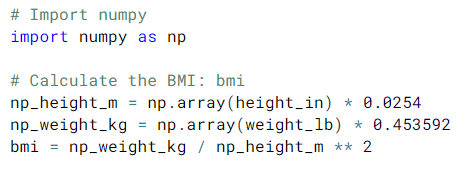 # Import numpy
import numpy as np
# Calculate the BMI: bmi
np_height_m = np.array(height_in) * 0.0254
np_weight_kg = np.array(weight_lb) * 0.453592
bmi = np_weight_kg / np_height_m ** 2